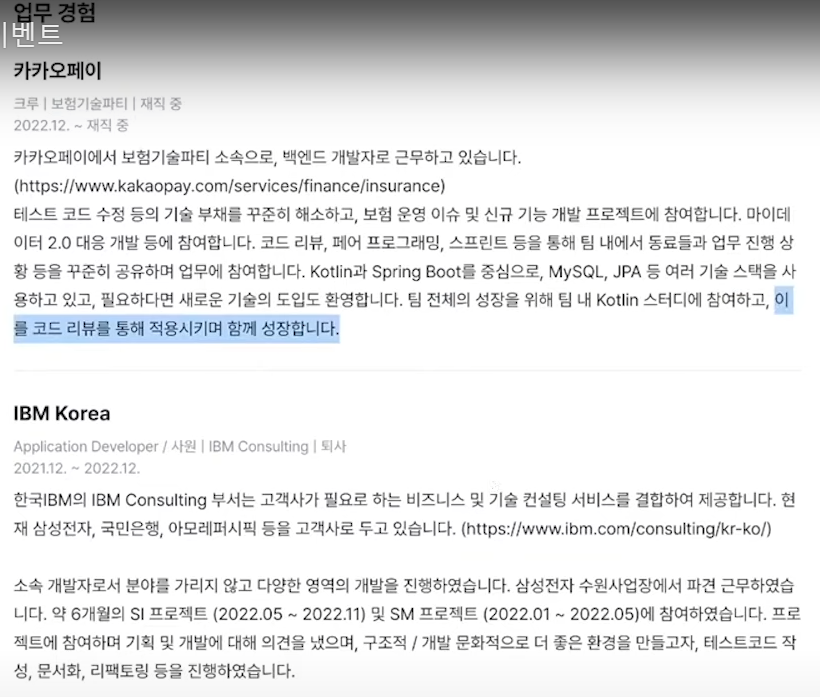 업무 경험
이벤트
카카오페이
크루 | 보험기술파티 | 재직 중
2022.12. ~ 재직 중
카카오페이에서 보험기술파티 소속으로, 백엔드 개발자로 근무하고 있습니다.
(https://www.kakaopay.com/services/finance/insurance)
테스트 코드 수정 등의 기술 부채를 꾸준히 해소하고, 보험 운영 이슈 및 신규 기능 개발 프로젝트에 참여합니다. 마이데
이터 2.0 대응 개발 등에 참여합니다. 코드 리뷰, 페어 프로그래밍, 스프린트 등을 통해 팀 내에서 동료들과 업무 진행 상
황 등을 꾸준히 공유하며 업무에 참여합니다. Kotlin과 Spring Boot를 중심으로, MySQL, JPA 등 여러 기술 스택을 사
용하고 있고, 필요하다면 새로운 기술의 도입도 환영합니다. 팀 전체의 성장을 위해 팀 내 Kotlin 스터디에 참여하고, 이
를 코드 리뷰를 통해 적용시키며 함께 성장합니다.
IBM Korea
Application Developer / 사원 | IBM Consulting | 퇴사
2021.12. ~ 2022.12.
한국IBM의 IBM Consulting 부서는 고객사가 필요로 하는 비즈니스 및 기술 컨설팅 서비스를 결합하여 제공합니다. 현
재 삼성전자, 국민은행, 아모레퍼시픽 등을 고객사로 두고 있습니다. (https://www.ibm.com/consulting/kr-ko/)
소속 개발자로서 분야를 가리지 않고 다양한 영역의 개발을 진행하였습니다. 삼성전자 수원사업장에서 파견 근무하였습
니다. 약 6개월의 SI 프로젝트 (2022.05 ~ 2022.11) 및 SM 프로젝트 (2022.01 ~ 2022.05)에 참여하였습니다. 프로
젝트에 참여하며 기획 및 개발에 대해 의견을 냈으며, 구조적 / 개발 문화적으로 더 좋은 환경을 만들고자, 테스트코드 작
성, 문서화, 리팩토링 등을 진행하였습니다.